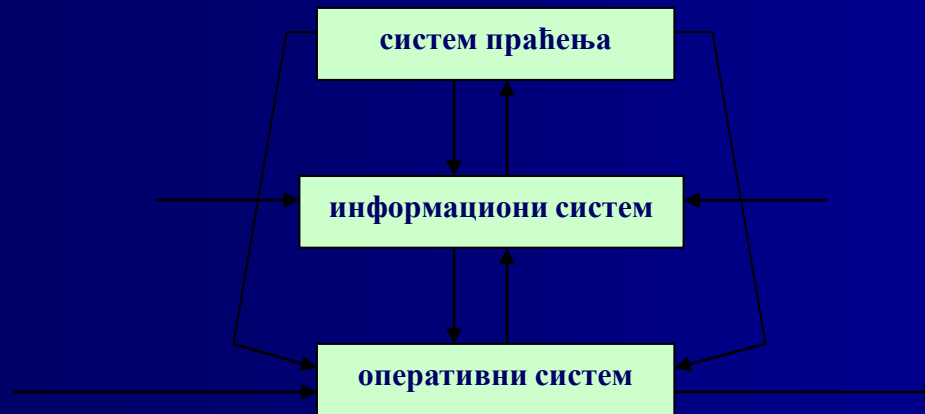 систем праћења
информациони систем
оперативни систем